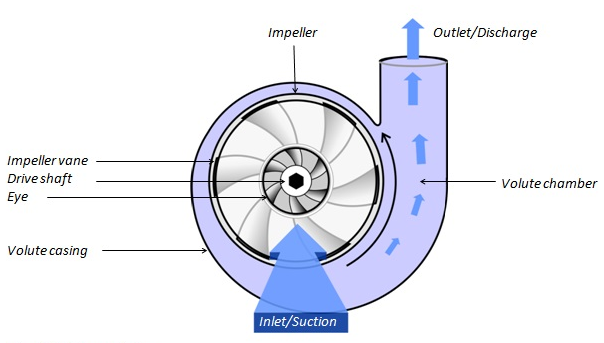 Impeller
Outlet/Discharge
Impeller vane
Drive shaft
Eye
Volute chamber
Volute casing
Inlet/Suction